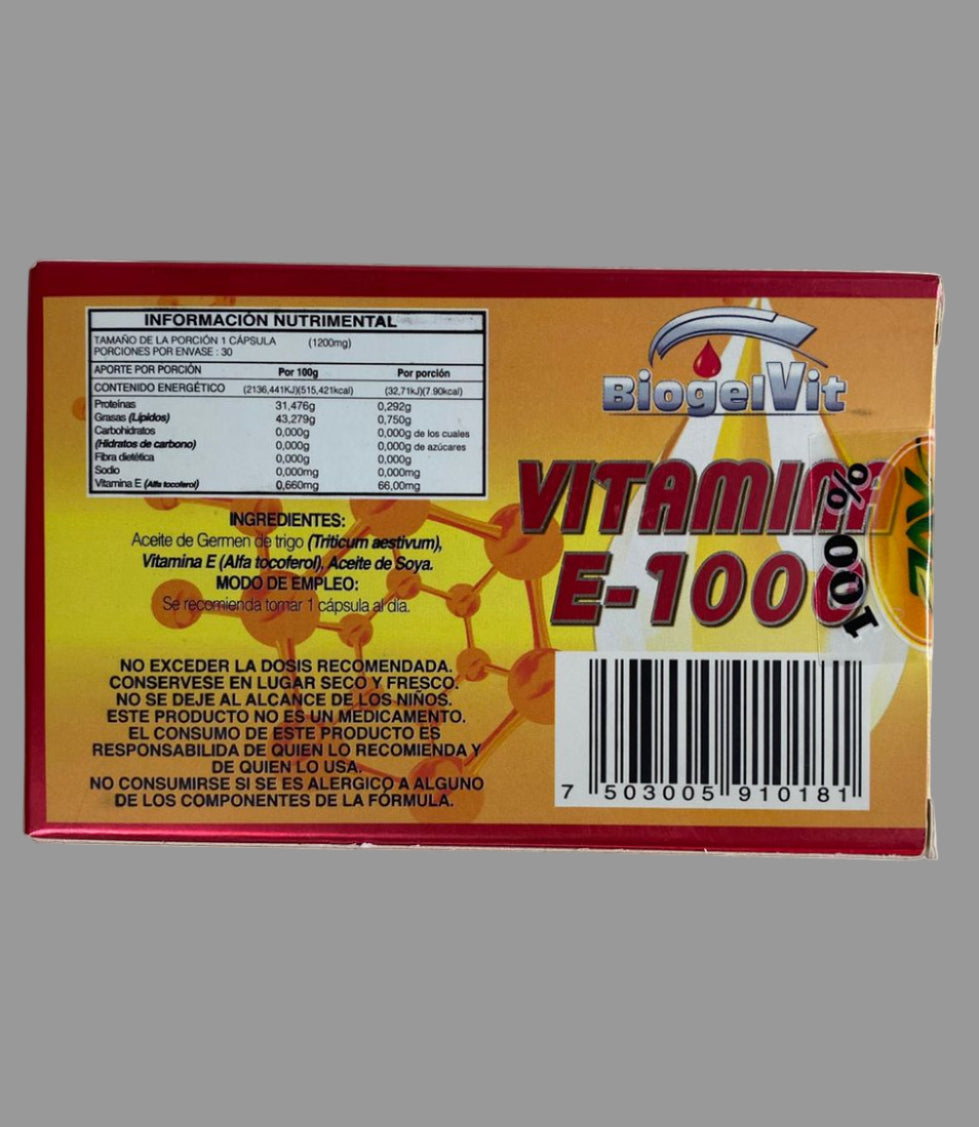 INFORMACIÓN NUTRIMENTAL
TAMAÑO DE LA PORCIÓN 1 CÁPSULA (1200mg)
PORCIONES POR ENVASE : 30
APORTE POR PORCIÓN Por 100g Por porción
CONTENIDO ENERGÉTICO (2136,441KJ)(515,421kcal) (32,71kJ)(7.90kcal)
Proteínas 31,476g 0,292g
Grasas (Lípidos) 43,279g 0,750g
Carbohidratos 0,000g 0,000g de los cuales
(Hidratos de carbono) 0,000g 0,000g de azúcares
Fibra dietética 0,000g 0,000g
Sodio 0,000mg 0,000mg
Vitamina E (Alfa tocoferol) 0,660mg 66,00mg
INGREDIENTES:
Aceite de Germen de trigo (Triticum aestivum),
Vitamina E (Alfa tocoferol), Aceite de Soya.
MODO DE EMPLEO:
Se recomienda tomar 1 cápsula al día.
NO EXCEDER LA DOSIS RECOMENDADA.
CONSERVESE EN LUGAR SECO Y FRESCO.
NO SE DEJE AL ALCANCE DE LOS NIÑOS.
ESTE PRODUCTO NO ES UN MEDICAMENTO.
EL CONSUMO DE ESTE PRODUCTO ES
RESPONSABILIDA DE QUIEN LO RECOMIENDA Y
DE QUIEN LO USA.
NO CONSUMIRSE SI SE ES ALERGICO A ALGUNO
DE LOS COMPONENTES DE LA FÓRMULA.
BiogelVit
VITAMINA
E-1000
100%
7 503005 910181